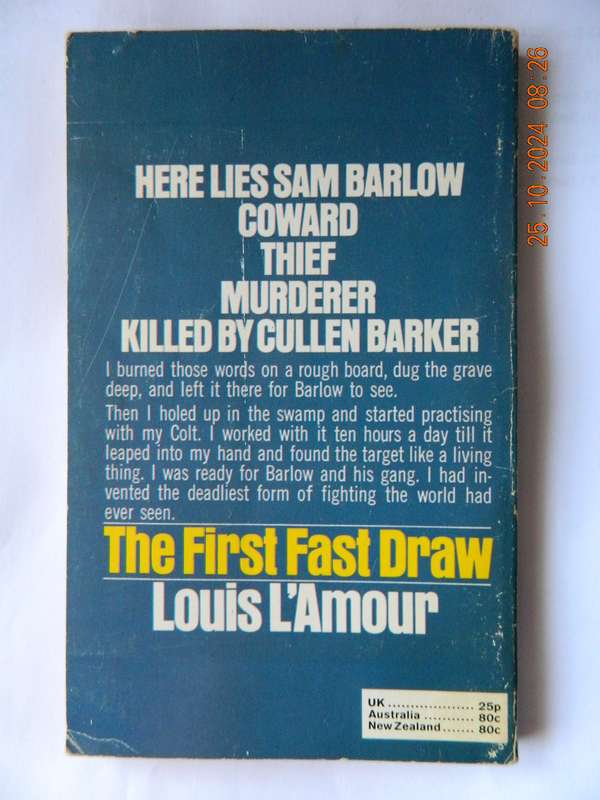 HERE LIES SAM BARLOW
COWARD
THIEF
MURDERER
KILLED BY CULLEN BARKER
I burned those words on a rough board, dug the grave
deep, and left it there for Barlow to see.
Then I holed up in the swamp and started practising
with my Colt. I worked with it ten hours a day till it
leaped into my hand and found the target like a living
thing. I was ready for Barlow and his gang. I had in-
vented the deadliest form of fighting the world had
ever seen.
The First Fast Draw
Louis L'Amour
UK ................... 25p
Australia ........... 80c
New Zealand ....... 80c
25.10.2024 08:26